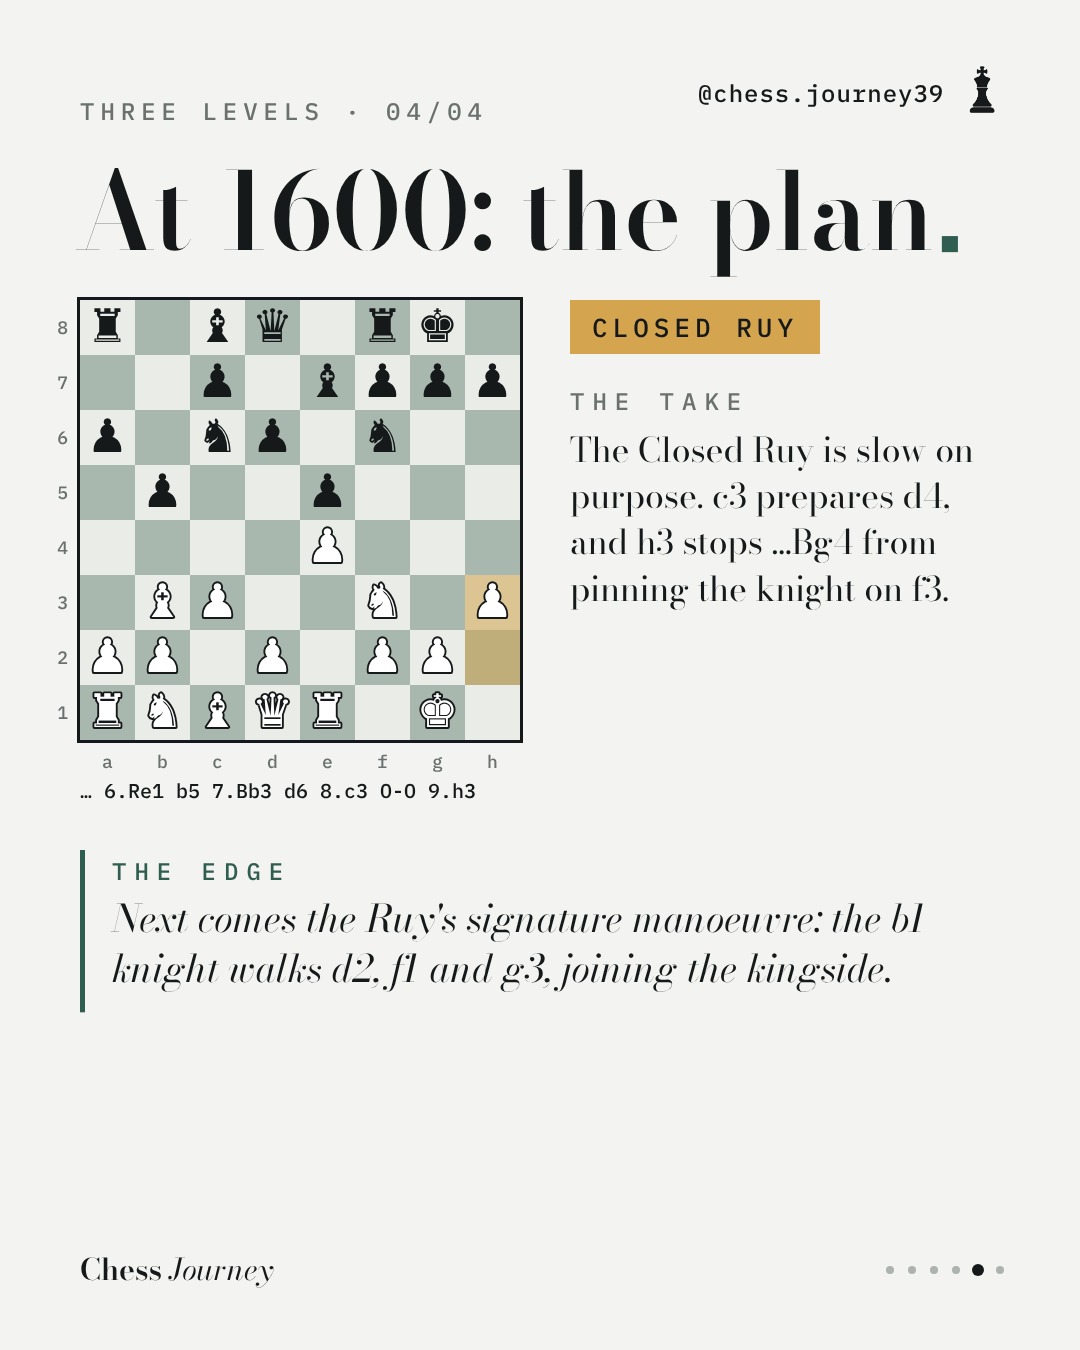 THREE LEVELS · 04/04
@chess.journey39
At 1600: the plan.
8
7
6
5
4
3
2
1
a b c d e f g h
… 6.Re1 b5 7.Bb3 d6 8.c3 O-O 9.h3
CLOSED RUY
THE TAKE
The Closed Ruy is slow on
purpose. c3 prepares d4,
and h3 stops ...Bg4 from
pinning the knight on f3.
THE EDGE
Next comes the Ruy's signature manoeuvre: the b1
knight walks d2, f1 and g3, joining the kingside.
Chess Journey